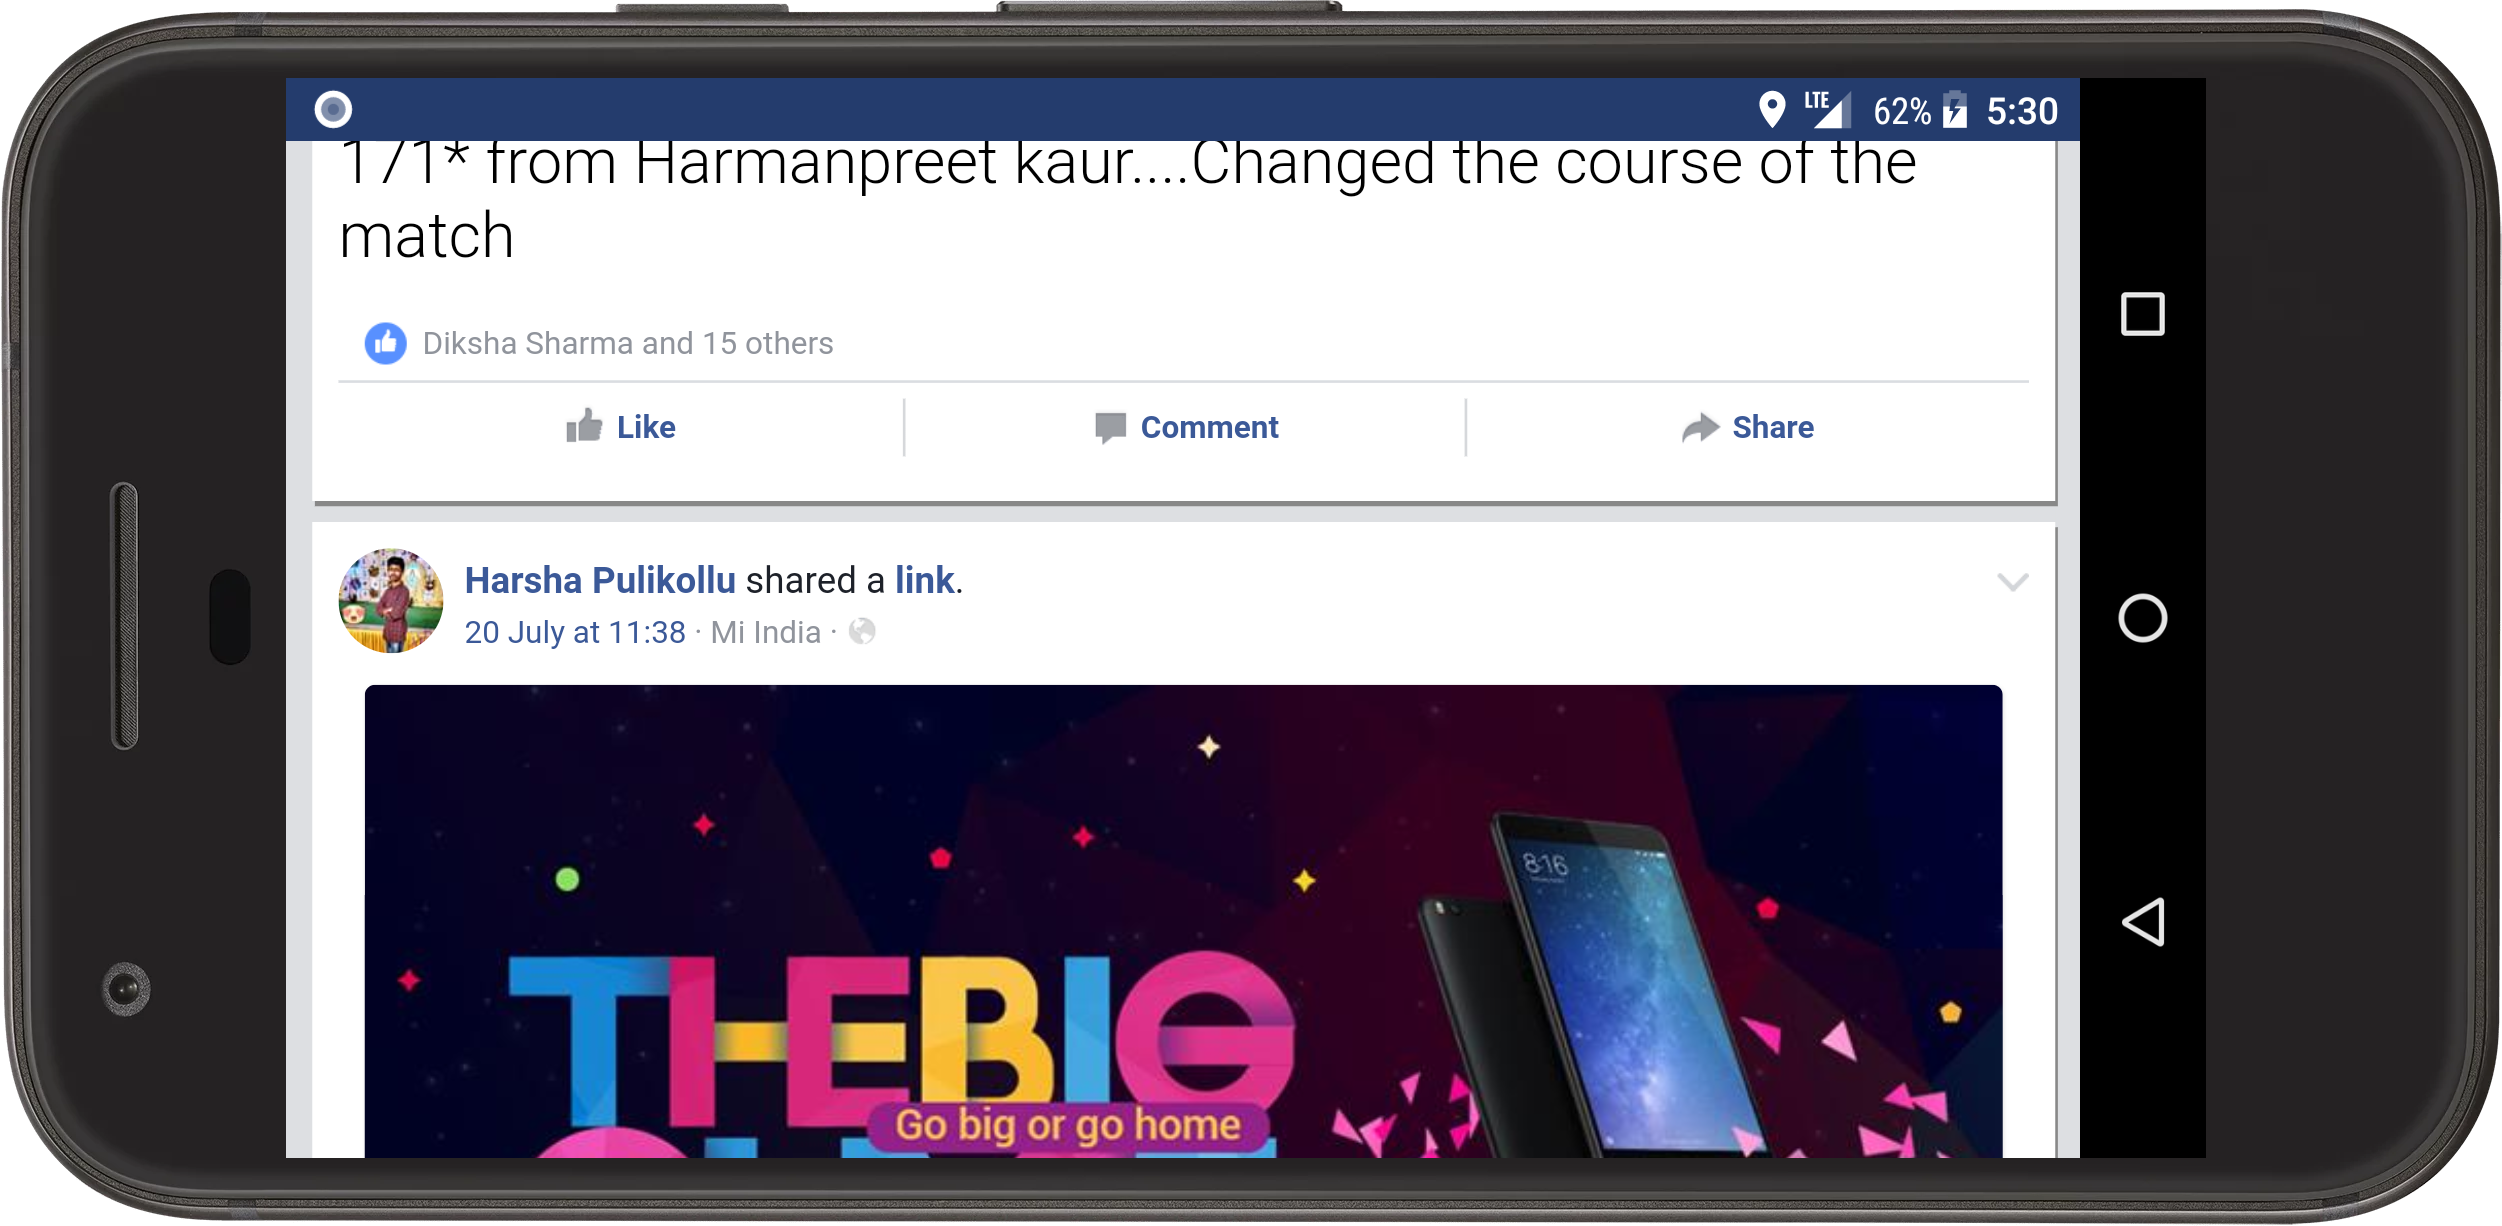 LTE 62% 5:30
171* from Harmanpreet kaur....Changed the course of the
match
Diksha Sharma and 15 others
Like Comment Share
Harsha Pulikollu shared a link.
20 July at 11:38 · Mi India ·
8:16
THE BIG
Go big or go home